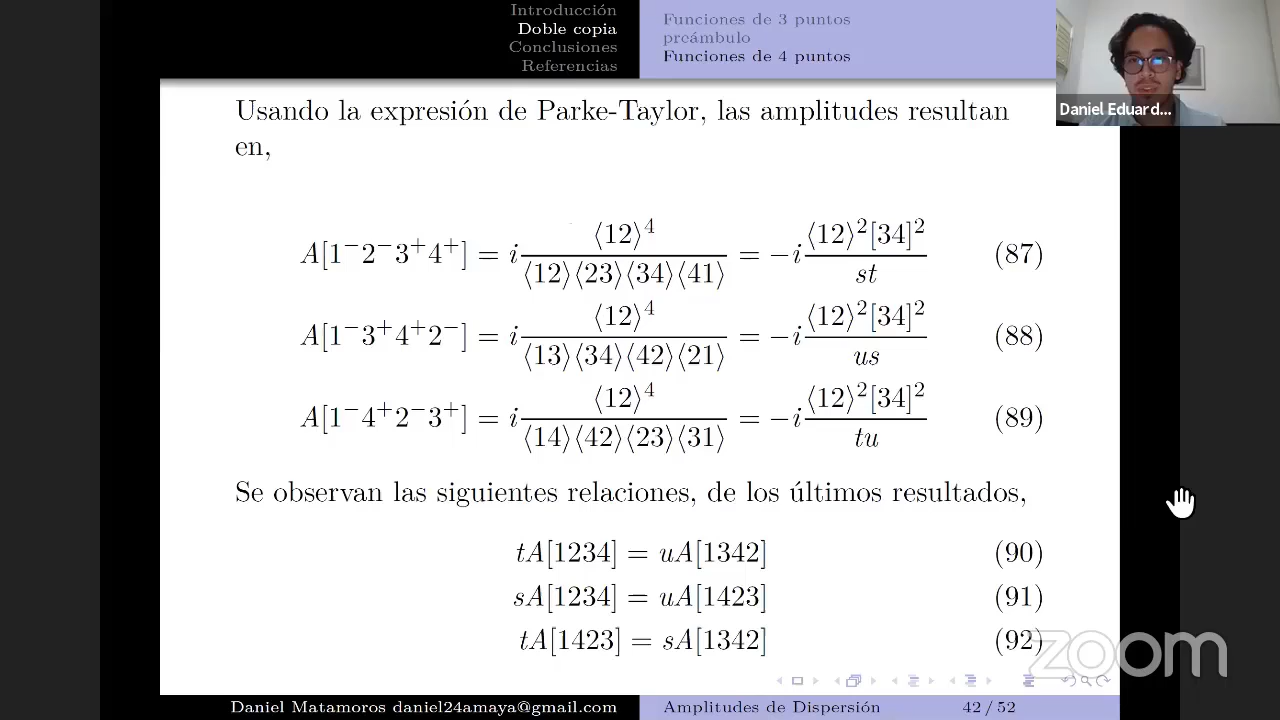 Introducción
Doble copia
Conclusiones
Referencias
Funciones de 3 puntos
preámbulo
Funciones de 4 puntos
Daniel Eduard...
Usando la expresión de Parke-Taylor, las amplitudes resultan
en,
A[1⁻2⁻3⁺4⁺] = i ⟨12⟩⁴ / ⟨12⟩⟨23⟩⟨34⟩⟨41⟩ = −i ⟨12⟩²[34]² / st (87)
A[1⁻3⁺4⁺2⁻] = i ⟨12⟩⁴ / ⟨13⟩⟨34⟩⟨42⟩⟨21⟩ = −i ⟨12⟩²[34]² / us (88)
A[1⁻4⁺2⁻3⁺] = i ⟨12⟩⁴ / ⟨14⟩⟨42⟩⟨23⟩⟨31⟩ = −i ⟨12⟩²[34]² / tu (89)
Se observan las siguientes relaciones, de los últimos resultados,
tA[1234] = uA[1342] (90)
sA[1234] = uA[1423] (91)
tA[1423] = sA[1342] (92)
zoom
Daniel Matamoros daniel24amaya@gmail.com
Amplitudes de Dispersión
42 / 52